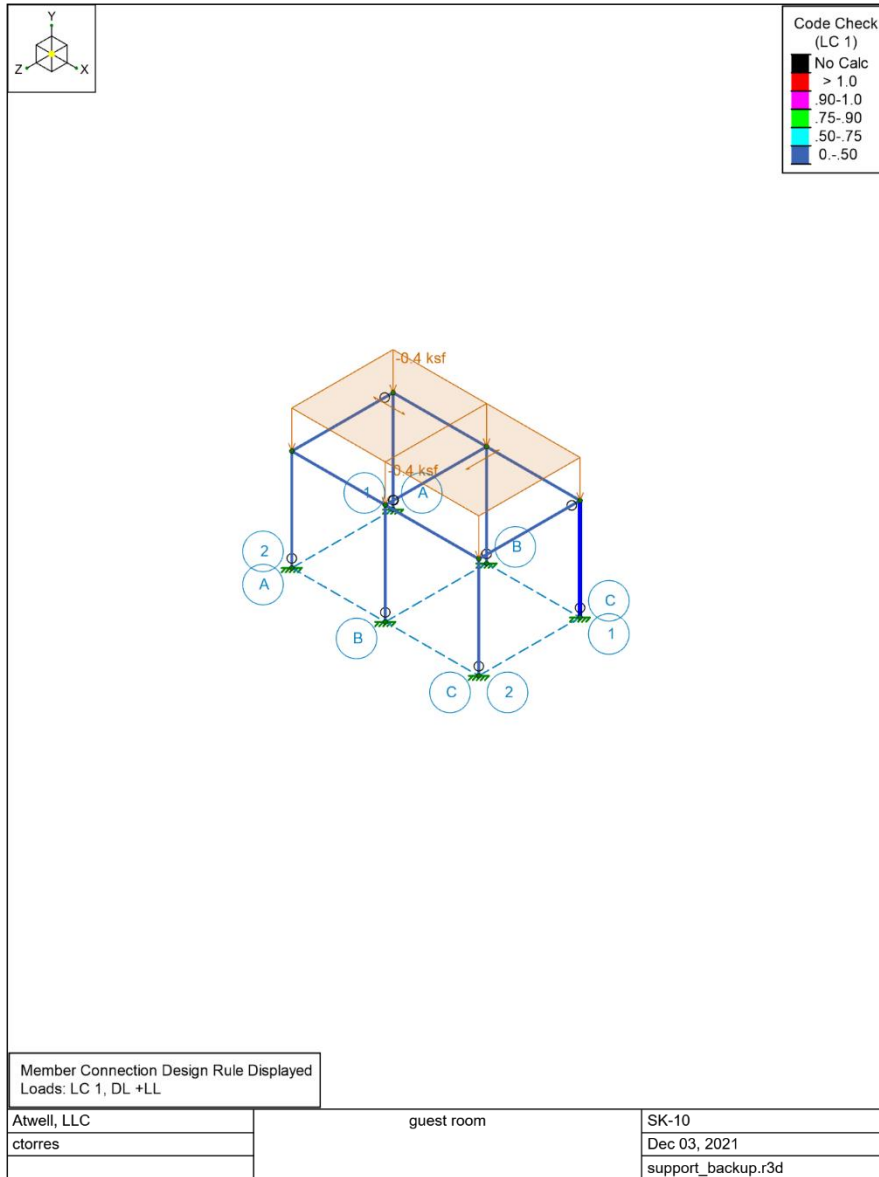 Y
Z
X
Code Check
(LC 1)
No Calc
> 1.0
.90-1.0
.75-.90
.50-.75
0.-.50
-0.4 ksf
-0.4 ksf
1
A
2
A
B
B
C
1
C
2
Member Connection Design Rule Displayed
Loads: LC 1, DL +LL
Atwell, LLC
guest room
SK-10
ctorres
Dec 03, 2021
support_backup.r3d